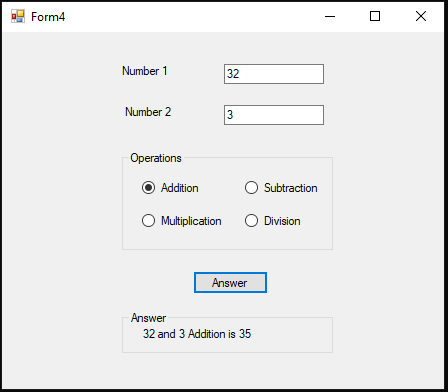 Form4
Number 1 32
Number 2 3
Operations
Addition Subtraction
Multiplication Division
Answer
Answer
32 and 3 Addition is 35